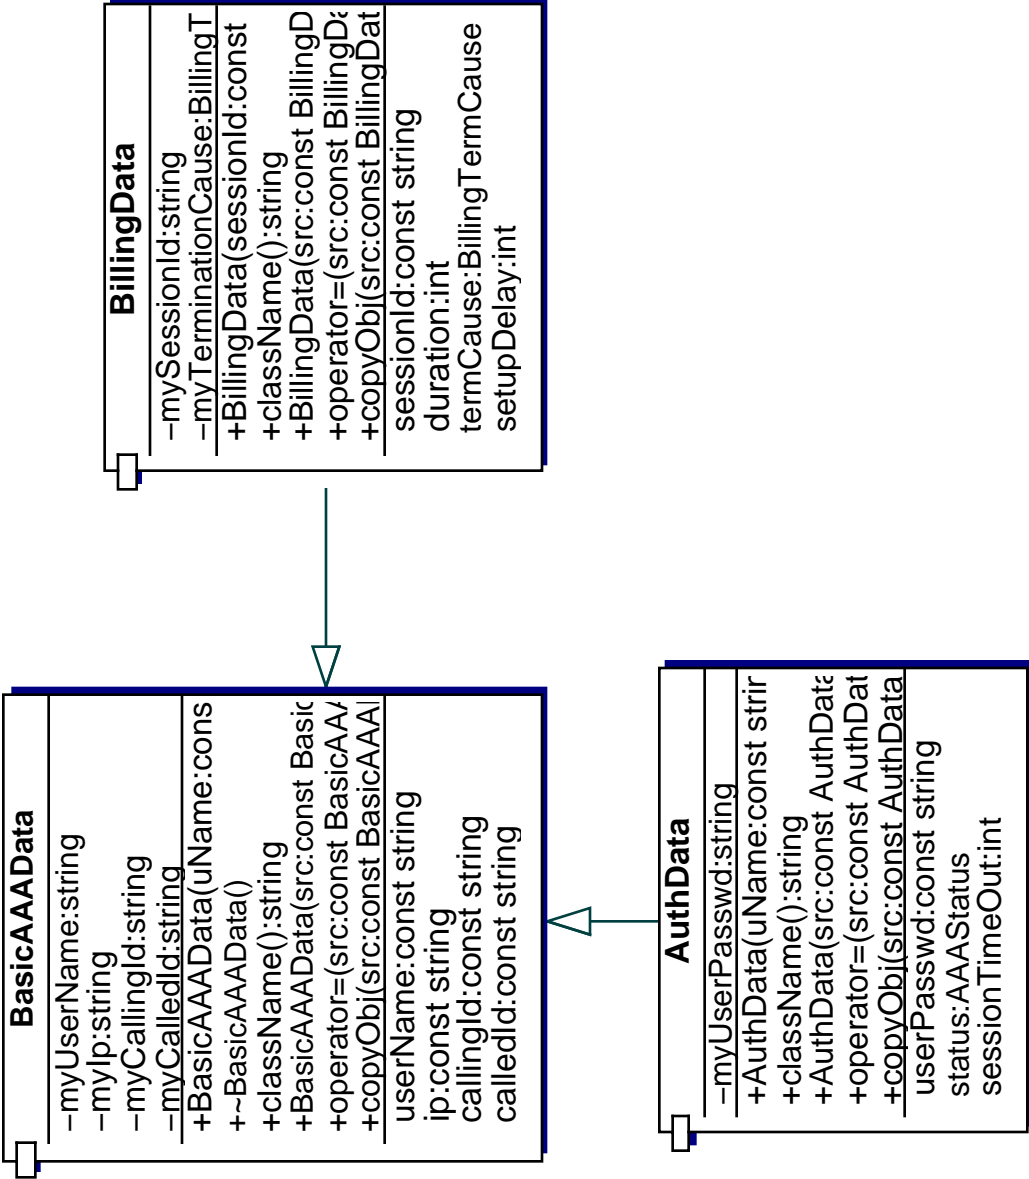 BillingData
–mySessionId:string
–myTerminationCause:BillingT
+BillingData(sessionId:const
+className():string
+BillingData(src:const BillingD
+operator=(src:const BillingDa
+copyObj(src:const BillingDat
sessionId:const string
duration:int
termCause:BillingTermCause
setupDelay:int
BasicAAAData
–myUserName:string
–myIp:string
–myCallingId:string
–myCalledId:string
+BasicAAAData(uName:cons
+~BasicAAAData()
+className():string
+BasicAAAData(src:const Basic
+operator=(src:const BasicAAA
+copyObj(src:const BasicAAAI
userName:const string
ip:const string
callingId:const string
calledId:const string
AuthData
–myUserPasswd:string
+AuthData(uName:const strin
+className():string
+AuthData(src:const AuthData
+operator=(src:const AuthDat
+copyObj(src:const AuthData
userPasswd:const string
status:AAAStatus
sessionTimeOut:int